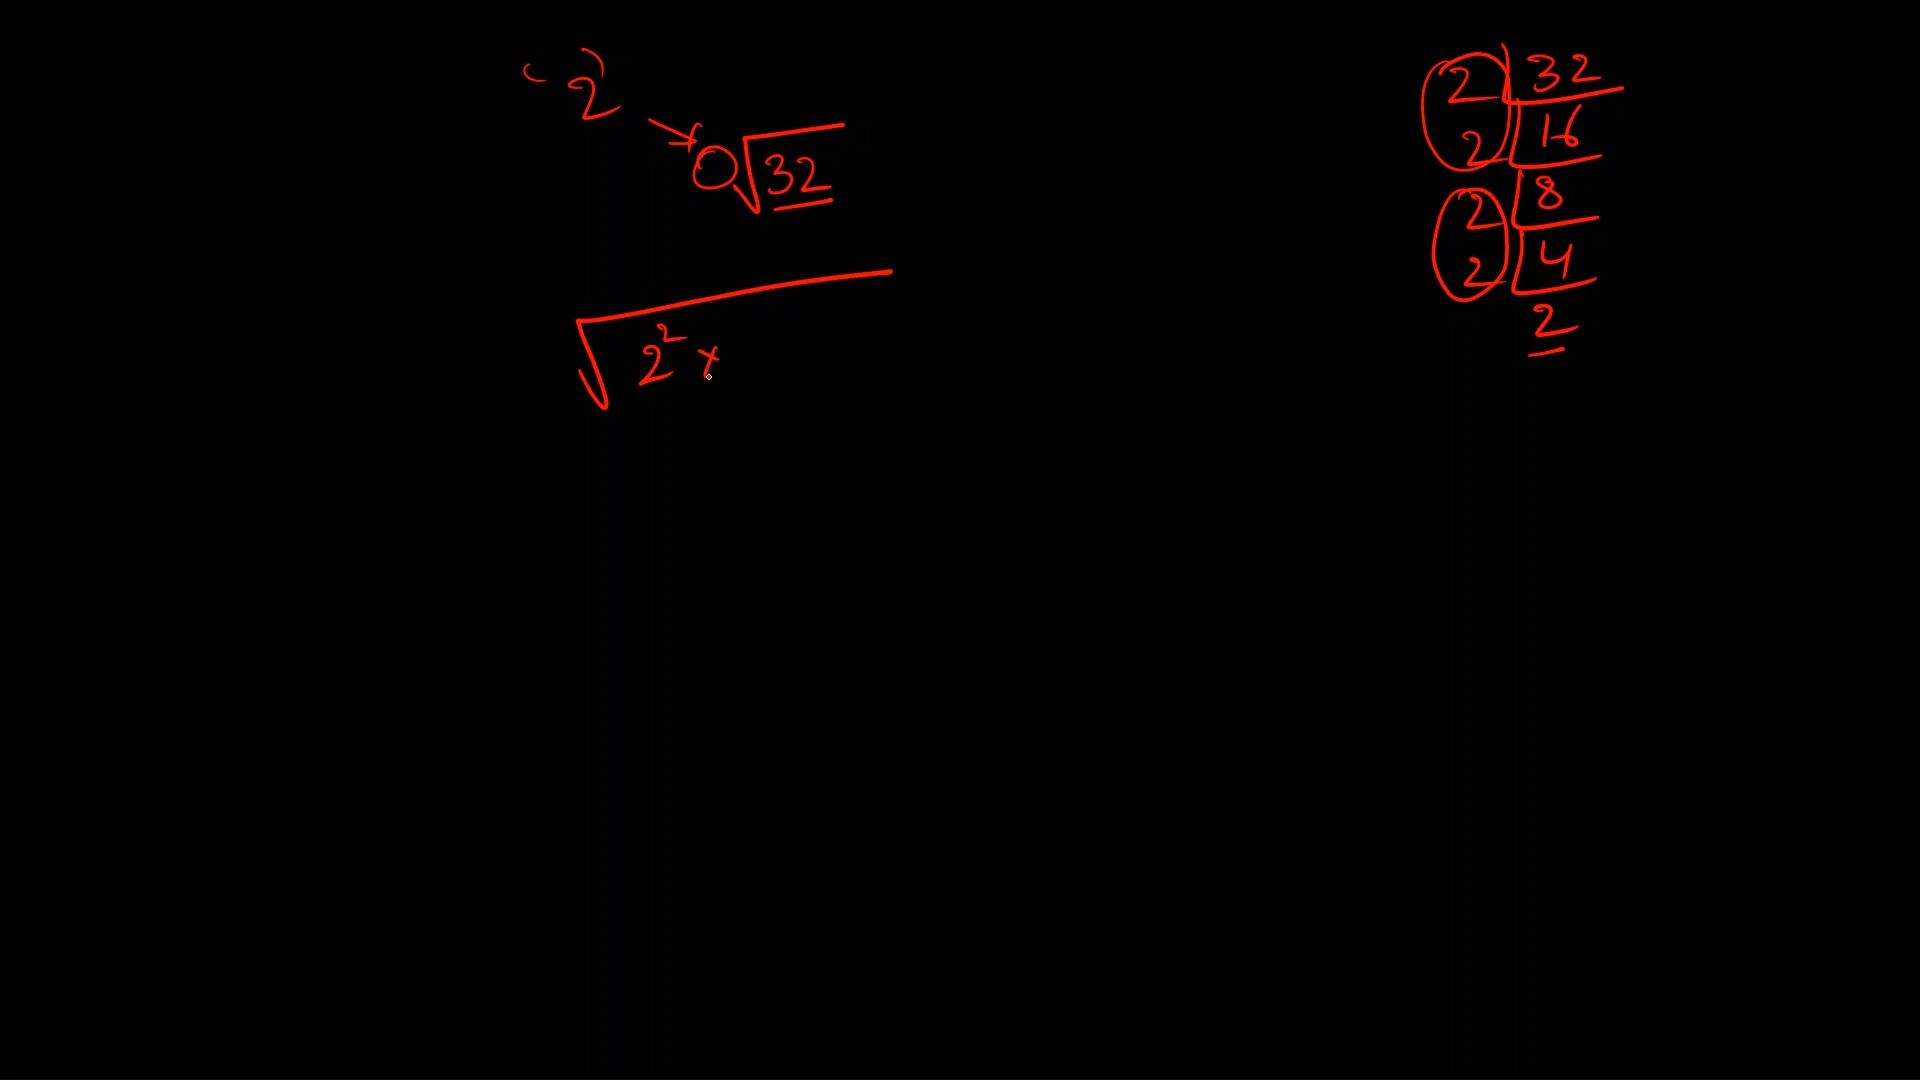 2
√32
√2² ×
2 | 32
2 | 16
2 | 8
2 | 4
2